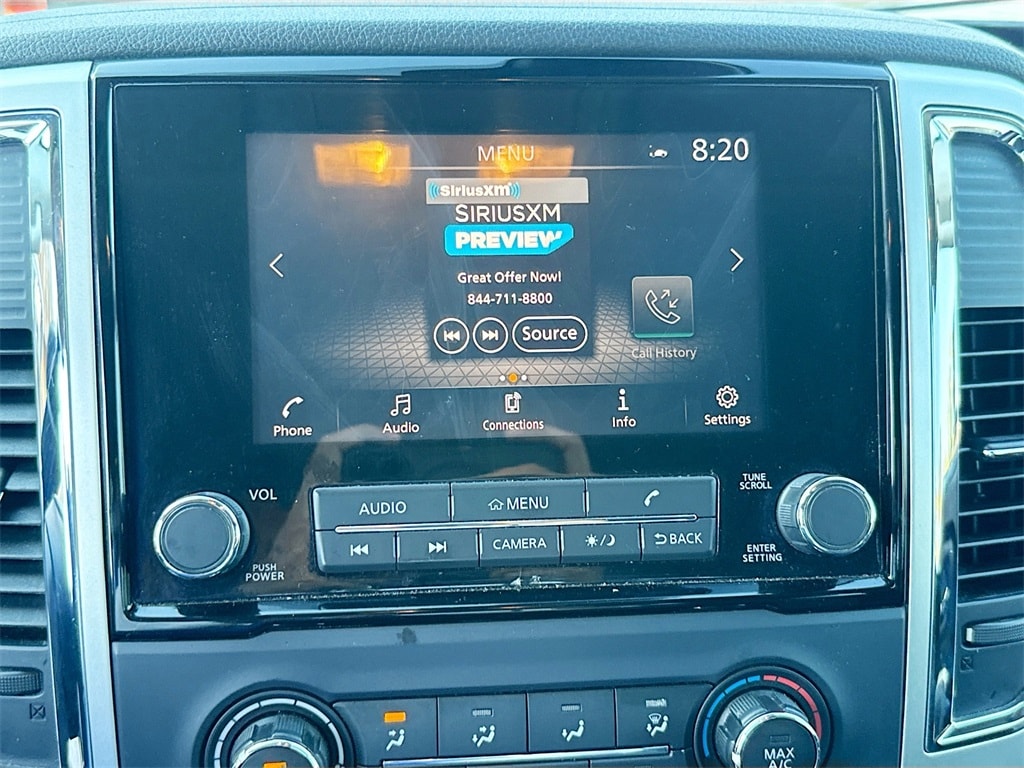 MENU
8:20
SiriusXM
SIRIUSXM
PREVIEW
Great Offer Now!
844-711-8800
Source
Call History
Phone
Audio
Connections
Info
Settings
VOL
PUSH
POWER
AUDIO
MENU
CAMERA
BACK
TUNE
SCROLL
ENTER
SETTING
MAX
A/C